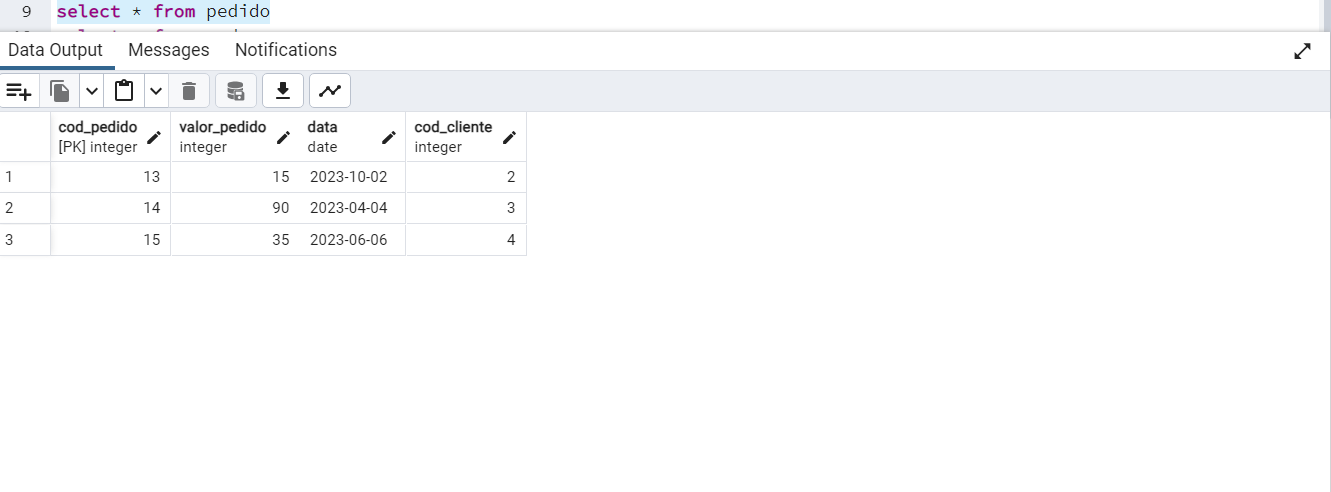 9 select * from pedido
Data Output Messages Notifications
cod_pedido valor_pedido data cod_cliente
[PK] integer integer date integer
1 13 15 2023-10-02 2
2 14 90 2023-04-04 3
3 15 35 2023-06-06 4